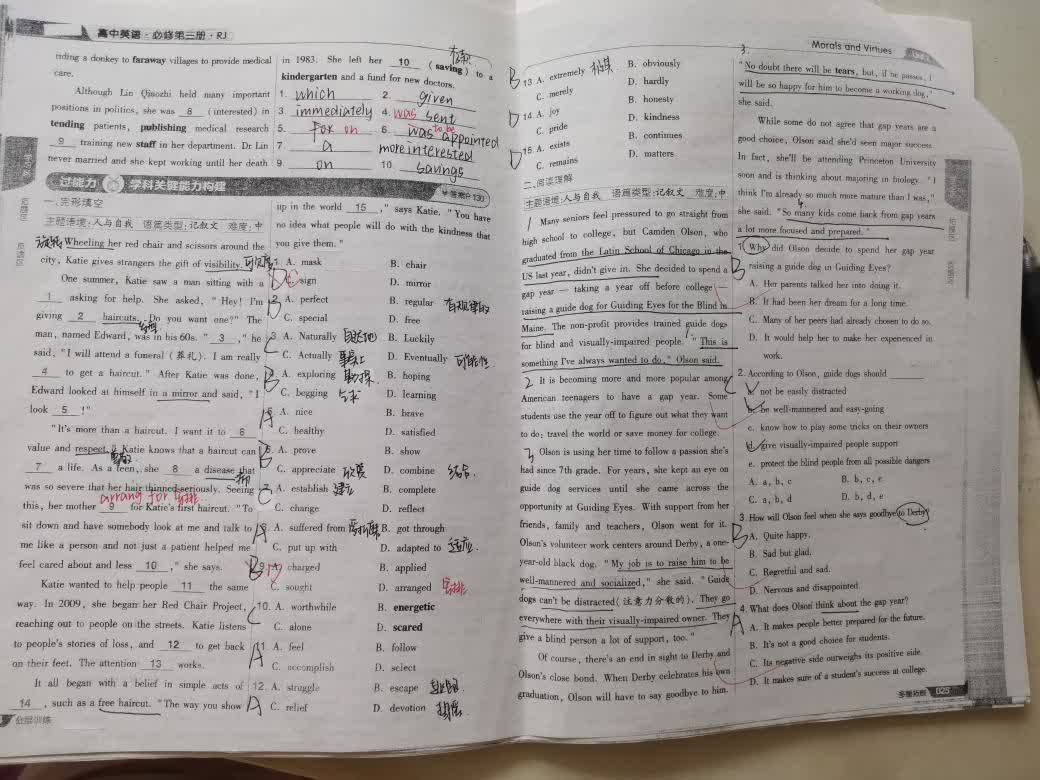 高中英语·必修第三册·RJ
riding a donkey to faraway villages to provide medical
care.
Although Lin Qiaozhi held many important
positions in politics, she was 8 (interested) in
tending patients, publishing medical research
9 training new staff in her department. Dr Lin
never married and she kept working until her death
in 1983. She left her 10 (saving) to a
kindergarten and a fund for new doctors.
1. which 2. given
3. immediately 4. was sent
5. For on 6. was to be appointed
7. a more interested
9. on 10. savings
过能力 学科关键能力构建 答案P130
一、完形填空
主题语境:人与自我 语篇类型:记叙文 难度:中
Wheeling her red chair and scissors around the
city, Katie gives strangers the gift of visibility.
One summer, Katie saw a man sitting with a
1 asking for help. She asked, "Hey! I'm
giving 2 haircuts. Do you want one?" The
man, named Edward, was in his 60s. " 3 ," he
said, "I will attend a funeral (葬礼). I am really
4 to get a haircut." After Katie was done,
Edward looked at himself in a mirror and said, "I
look 5 !"
"It's more than a haircut. I want it to 6
value and respect." Katie knows that a haircut can
7 a life. As a teen, she 8 a disease that
was so severe that her hair thinned seriously. Seeing
arrang for 安排
this, her mother 9 for Katie's first haircut. "To
sit down and have somebody look at me and talk to
me like a person and not just a patient helped me
feel cared about and less 10 ," she says.
Katie wanted to help people 11 the same
way. In 2009, she began her Red Chair Project,
reaching out to people on the streets. Katie listens
to people's stories of loss, and 12 to get back
on their feet. The attention 13 works.
It all began with a belief in simple acts of
14 , such as a free haircut. "The way you show
up in the world 15 ," says Katie. "You have
no idea what people will do with the kindness that
you give them."
1. A. mask B. chair
C. sign D. mirror
2. A. perfect B. regular
C. special D. free
3. A. Naturally B. Luckily
C. Actually 事实上 D. Eventually
4. A. exploring B. hoping
C. begging D. learning
5. A. nice B. brave
C. healthy D. satisfied
6. A. prove B. show
C. appreciate 欣赏 D. combine 结合
7. A. establish 建立 B. complete
C. change D. reflect
8. A. suffered from B. got through
C. put up with D. adapted to 适应
9. A. charged B. applied
C. sought D. arranged 安排
10. A. worthwhile B. energetic
C. alone D. scared
11. A. feel B. follow
C. accomplish D. select
12. A. struggle B. escape
C. relief D. devotion
全解训练
Morals and Virtues
13 A. extremely 极其 B. obviously
C. merely D. hardly
14 A. joy B. honesty
C. pride D. kindness
15 A. exists B. continues
C. remains D. matters
二、阅读理解
主题语境:人与自我 语篇类型:记叙文 难度:中
1 Many seniors feel pressured to go straight from
high school to college, but Camden Olson, who
graduated from the Latin School of Chicago in the
US last year, didn't give in. She decided to spend a
gap year — taking a year off before college —
raising a guide dog for Guiding Eyes for the Blind in
Maine. The non-profit provides trained guide dogs
for blind and visually-impaired people. "This is
something I've always wanted to do," Olson said.
2 It is becoming more and more popular among
American teenagers to have a gap year. Some
students use the year off to figure out what they want
to do; travel the world or save money for college.
3 Olson is using her time to follow a passion she's
had since 7th grade. For years, she kept an eye on
guide dog services until she came across the
opportunity at Guiding Eyes. With support from her
friends, family and teachers, Olson went for it.
Olson's volunteer work centers around Derby, a one-
year-old black dog. "My job is to raise him to be
well-mannered and socialized," she said. "Guide
dogs can't be distracted (注意力分散的). They go
everywhere with their visually-impaired owner. They
give a blind person a lot of support, too."
Of course, there's an end in sight to Derby and
Olson's close bond. When Derby celebrates his own
graduation, Olson will have to say goodbye to him.
3.
"No doubt there will be tears, but, if he passes, I
will be so happy for him to become a working dog,"
she said.
While some do not agree that gap years are a
good choice, Olson said she'd seen major success.
In fact, she'll be attending Princeton University
soon and is thinking about majoring in biology. "I
think I'm already so much more mature than I was,"
she said. "So many kids come back from gap years
a lot more focused and prepared."
1. Why did Olson decide to spend her gap year
raising a guide dog in Guiding Eyes?
A. Her parents talked her into doing it.
B. It had been her dream for a long time.
C. Many of her peers had already chosen to do so.
D. It would help her to make her experienced in
work.
2. According to Olson, guide dogs should
a. not be easily distracted
b. be well-mannered and easy-going
c. know how to play some tricks on their owners
d. give visually-impaired people support
e. protect the blind people from all possible dangers
A. a, b, c B. b, c, e
C. a, b, d D. b, d, e
3 How will Olson feel when she says goodbye to Derby?
A. Quite happy.
B. Sad but glad.
C. Regretful and sad.
D. Nervous and disappointed.
4. What does Olson think about the gap year?
A. It makes people better prepared for the future.
B. It's not a good choice for students.
C. Its negative side outweighs its positive side.
D. It makes sure of a student's success at college.
025